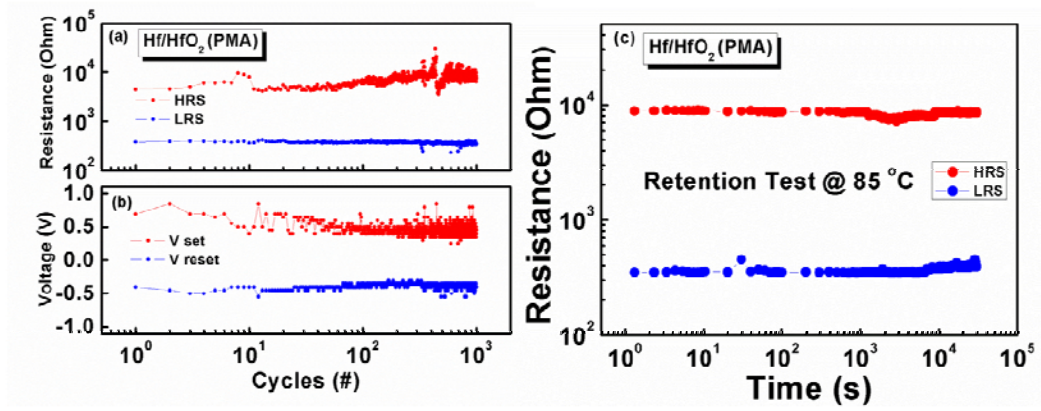 (a) Hf/HfO2 (PMA)
10^5
10^4
10^3
10^2
Resistance (Ohm)
HRS
LRS
(b)
1.0
0.5
0.0
-0.5
-1.0
Voltage (V)
V set
V reset
10^0 10^1 10^2 10^3
Cycles (#)
Hf/HfO2 (PMA) (c)
10^4
10^3
10^2
Resistance (Ohm)
Retention Test @ 85 °C
HRS
LRS
10^0 10^1 10^2 10^3 10^4 10^5
Time (s)